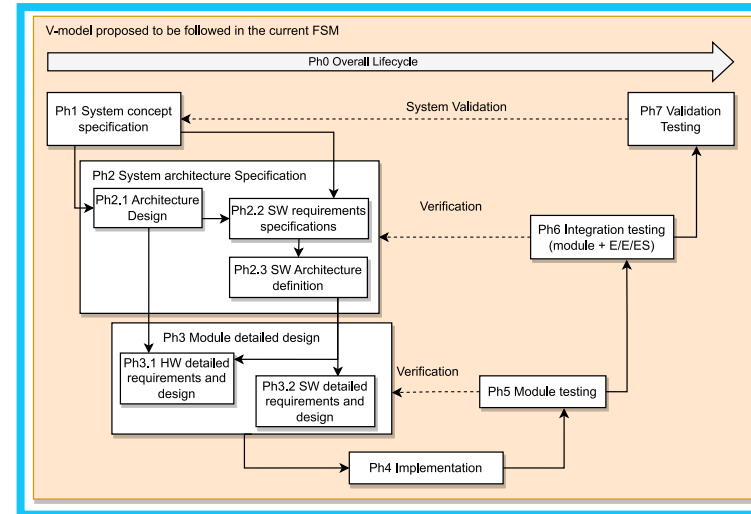 V-model proposed to be followed in the current FSM
Ph0 Overall Lifecycle
Ph1 System concept
specification
System Validation
Ph7 Validation
Testing
Ph2 System architecture Specification
Ph2.1 Architecture
Design
Ph2.2 SW requirements
specifications
Verification
Ph6 Integration testing
(module + E/E/ES)
Ph2.3 SW Architecture
definition
Ph3 Module detailed design
Ph3.1 HW detailed
requirements and
design
Ph3.2 SW detailed
requirements and
design
Verification
Ph5 Module testing
Ph4 Implementation